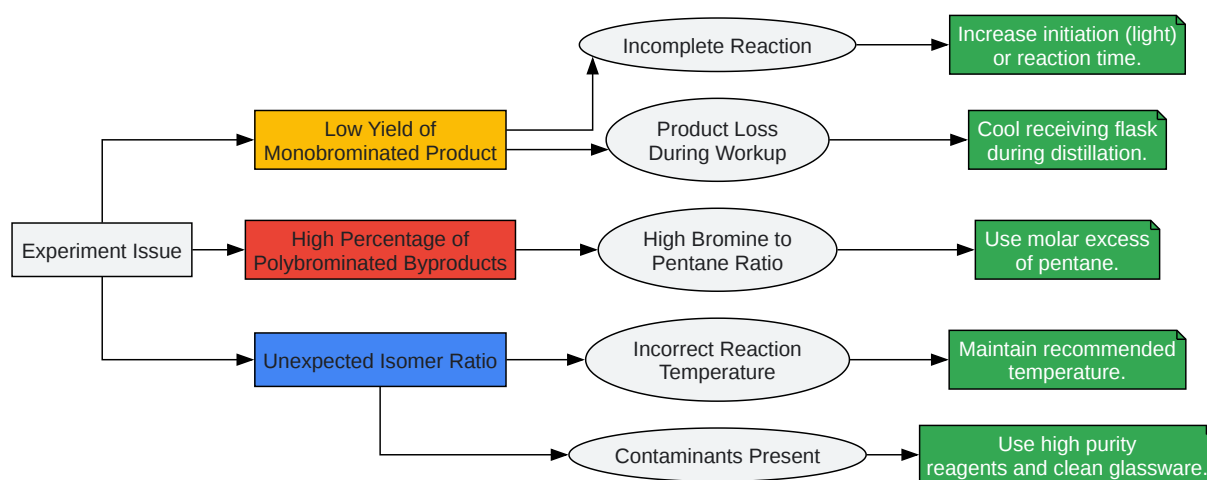 Experiment Issue
Low Yield of
Monobrominated Product
Incomplete Reaction
Increase initiation (light)
or reaction time.
Product Loss
During Workup
Cool receiving flask
during distillation.
High Percentage of
Polybrominated Byproducts
High Bromine to
Pentane Ratio
Use molar excess
of pentane.
Unexpected Isomer Ratio
Incorrect Reaction
Temperature
Maintain recommended
temperature.
Contaminants Present
Use high purity
reagents and clean glassware.